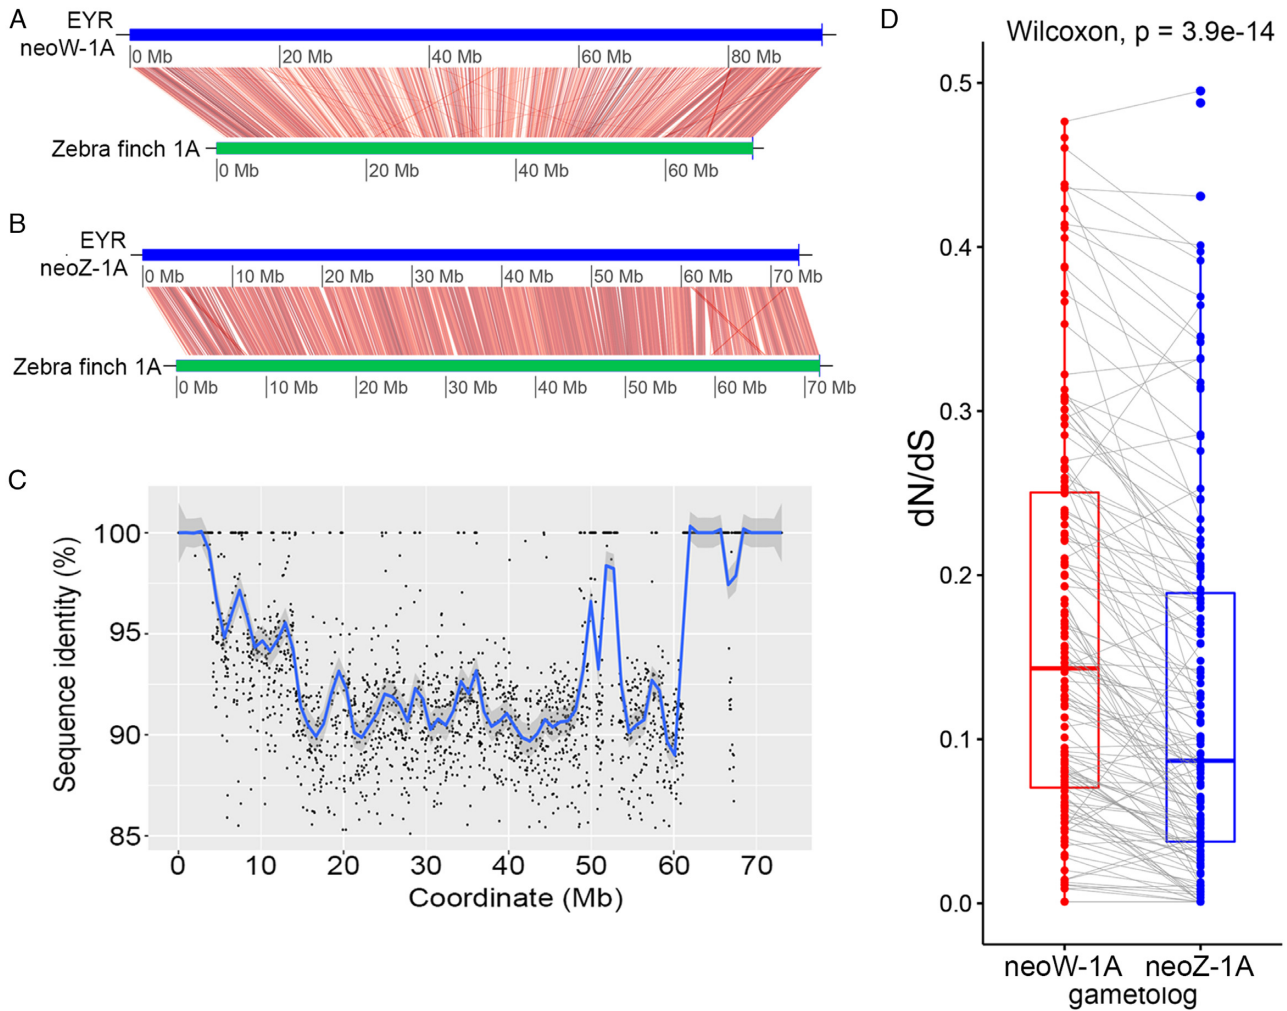 A
EYR
neoW-1A
0 Mb 20 Mb 40 Mb 60 Mb 80 Mb
Zebra finch 1A
0 Mb 20 Mb 40 Mb 60 Mb
B
EYR
neoZ-1A
0 Mb 10 Mb 20 Mb 30 Mb 40 Mb 50 Mb 60 Mb 70 Mb
Zebra finch 1A
0 Mb 10 Mb 20 Mb 30 Mb 40 Mb 50 Mb 60 Mb 70 Mb
C
Sequence identity (%)
100
95
90
85
0 10 20 30 40 50 60 70
Coordinate (Mb)
D
Wilcoxon, p = 3.9e-14
dN/dS
0.5
0.4
0.3
0.2
0.1
0.0
neoW-1A neoZ-1A
gametolog